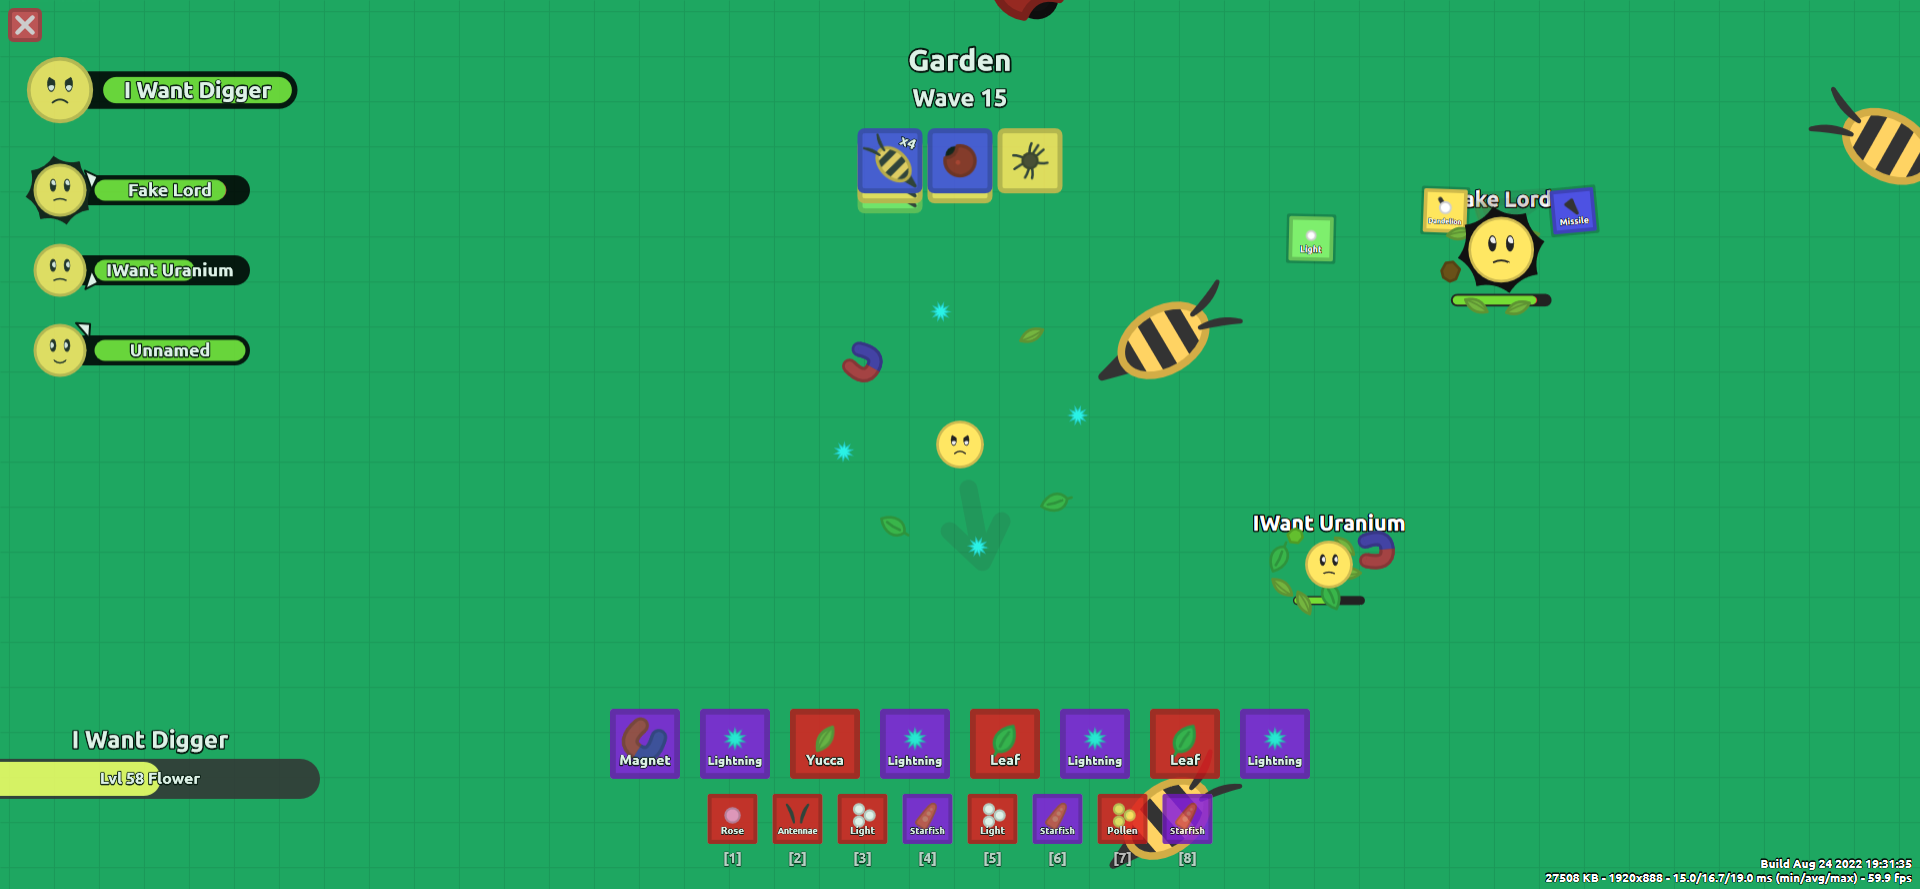 Garden
Wave 15
x4
I Want Digger
Fake Lord
IWant Uranium
Unnamed
ake Lord
Dandelion
Missile
Light
IWant Uranium
I Want Digger
Lvl 58 Flower
Magnet
Lightning
Yucca
Lightning
Leaf
Lightning
Leaf
Lightning
Rose
Antennae
Light
Starfish
Light
Starfish
Pollen
Starfish
[1]
[2]
[3]
[4]
[5]
[6]
[7]
[8]
Build Aug 24 2022 19:31:35
27508 KB - 1920x888 - 15.0/16.7/19.0 ms (min/avg/max) - 59.9 fps